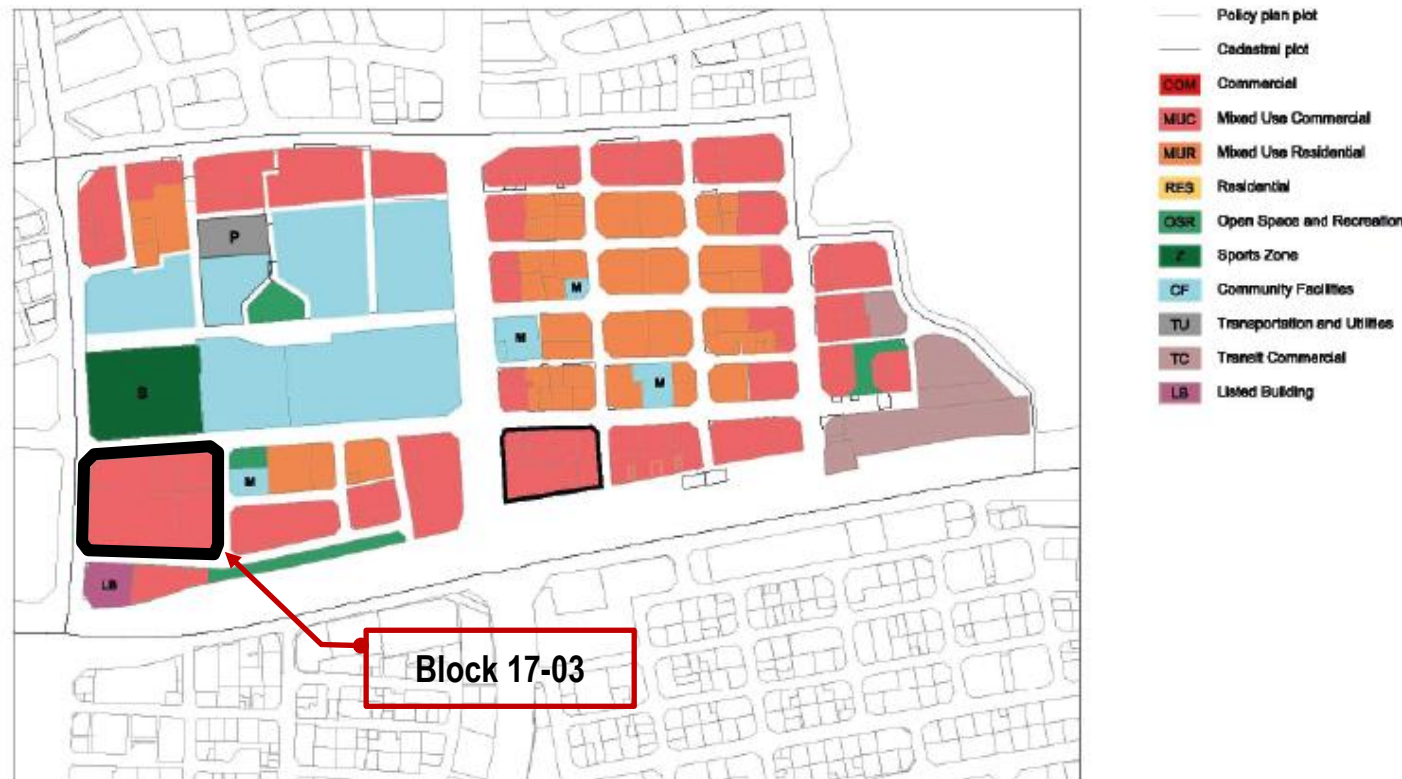 Policy plan plot
Cadastral plot
COM Commercial
MUC Mixed Use Commercial
MUR Mixed Use Residential
RES Residential
OSR Open Space and Recreation
Sports Zone
CF Community Facilities
TU Transportation and Utilities
TC Transit Commercial
LB Listed Building
P
M
M
S
M
M
LB
Block 17-03